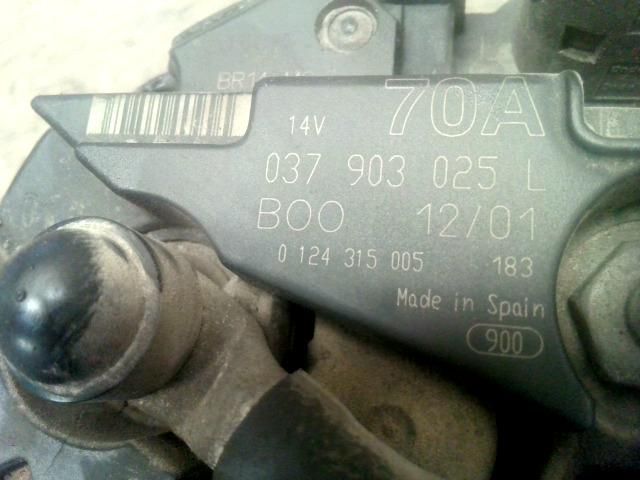 70A
14V
037 903 025 L
BOO 12/01
0 124 315 005 183
Made in Spain
900